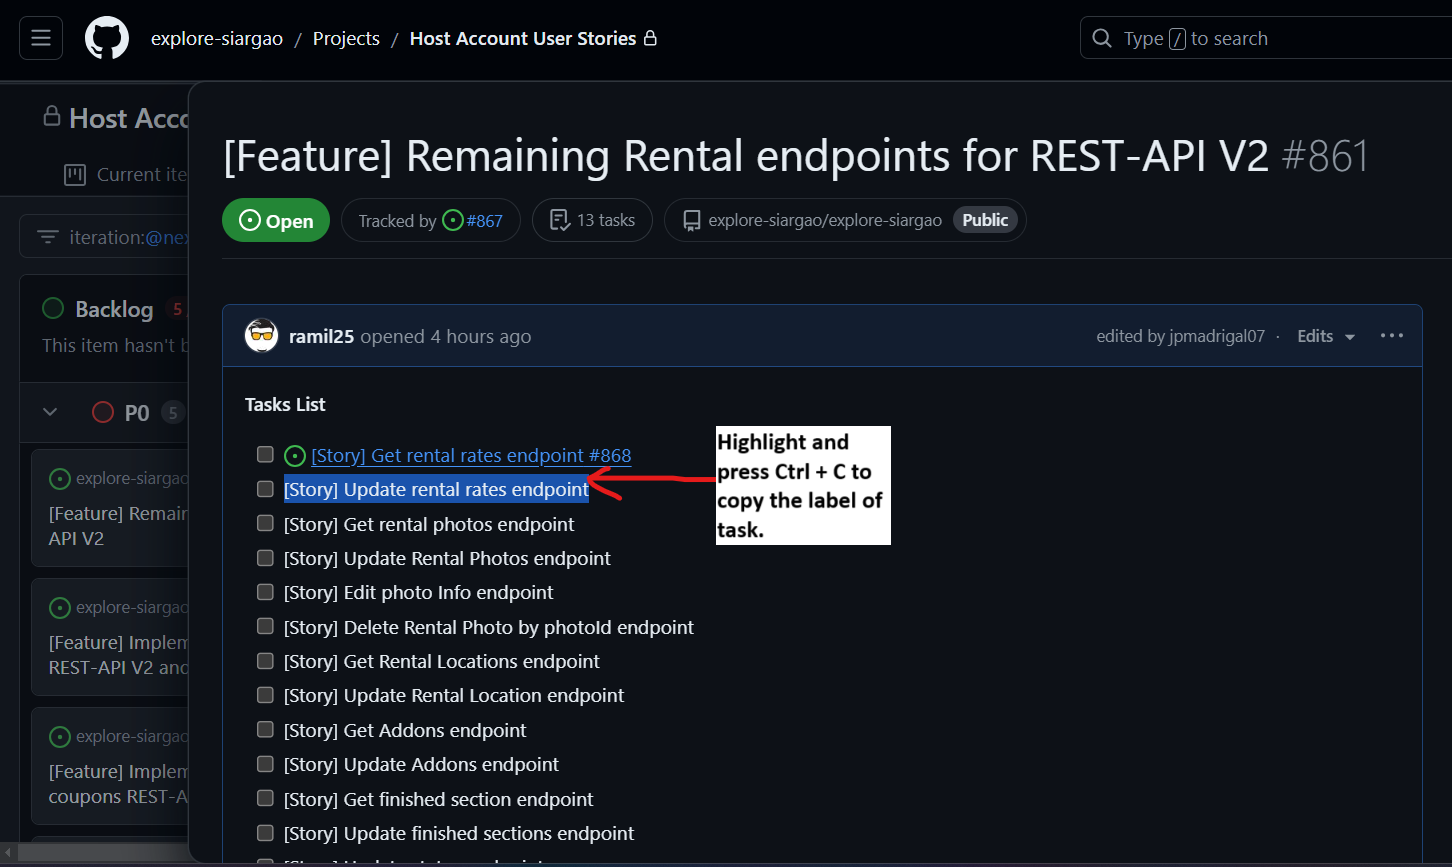 explore-siargao / Projects / Host Account User Stories
Type / to search
Host Acc
Current ite
iteration:@nex
Backlog 5
This item hasn't b
P0 5
explore-siargao
[Feature] Remain
API V2
explore-siargao
[Feature] Implem
REST-API V2 and
explore-siargao
[Feature] Implem
coupons REST-A
[Feature] Remaining Rental endpoints for REST-API V2 #861
Open
Tracked by #867
13 tasks
explore-siargao/explore-siargao Public
ramil25 opened 4 hours ago
edited by jpmadrigal07 · Edits
Tasks List
[Story] Get rental rates endpoint #868
[Story] Update rental rates endpoint
[Story] Get rental photos endpoint
[Story] Update Rental Photos endpoint
[Story] Edit photo Info endpoint
[Story] Delete Rental Photo by photoId endpoint
[Story] Get Rental Locations endpoint
[Story] Update Rental Location endpoint
[Story] Get Addons endpoint
[Story] Update Addons endpoint
[Story] Get finished section endpoint
[Story] Update finished sections endpoint
Highlight and
press Ctrl + C to
copy the label of
task.